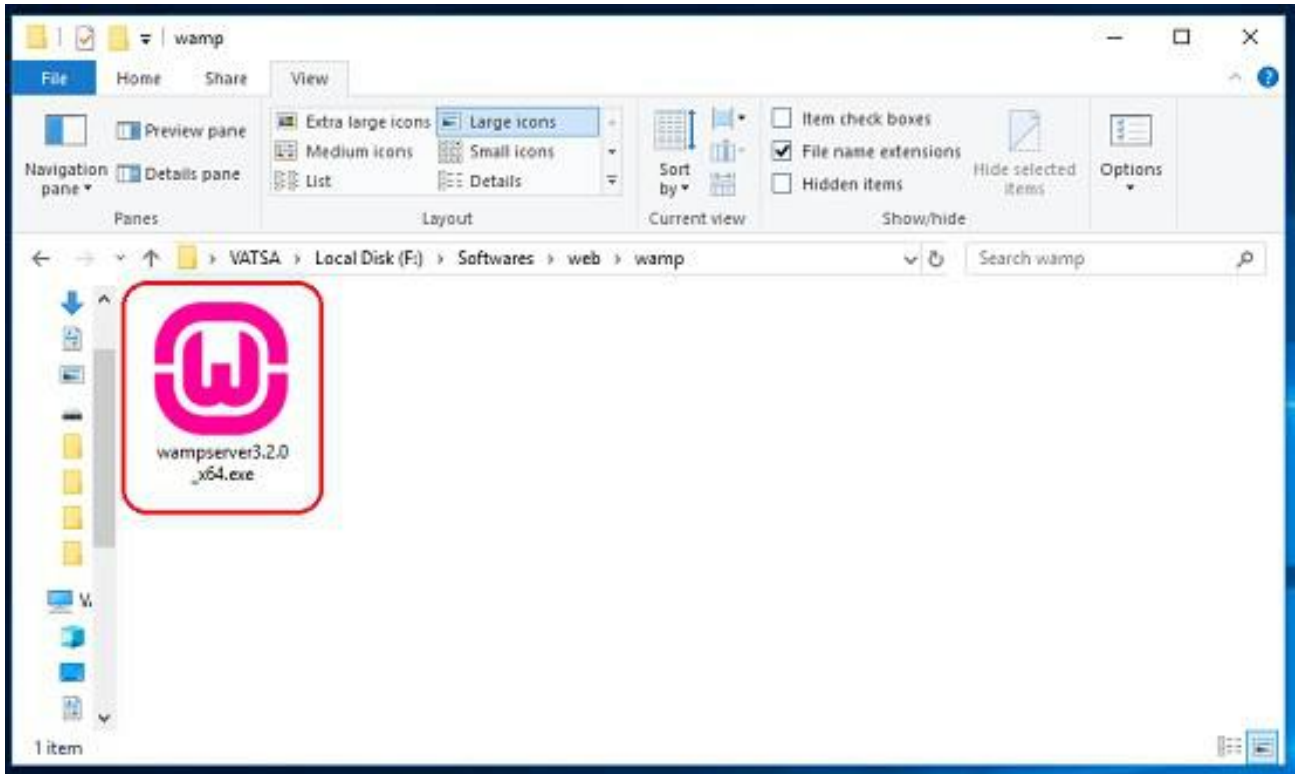 wamp
File Home Share View
Preview pane
Details pane
Navigation pane
Panes
Extra large icons Large icons
Medium icons Small icons
List Details
Layout
Sort by
Current view
Item check boxes
File name extensions
Hidden items
Hide selected items
Show/hide
Options
VATSA › Local Disk (F:) › Softwares › web › wamp
Search wamp
W
wampserver3.2.0
_x64.exe
1 item